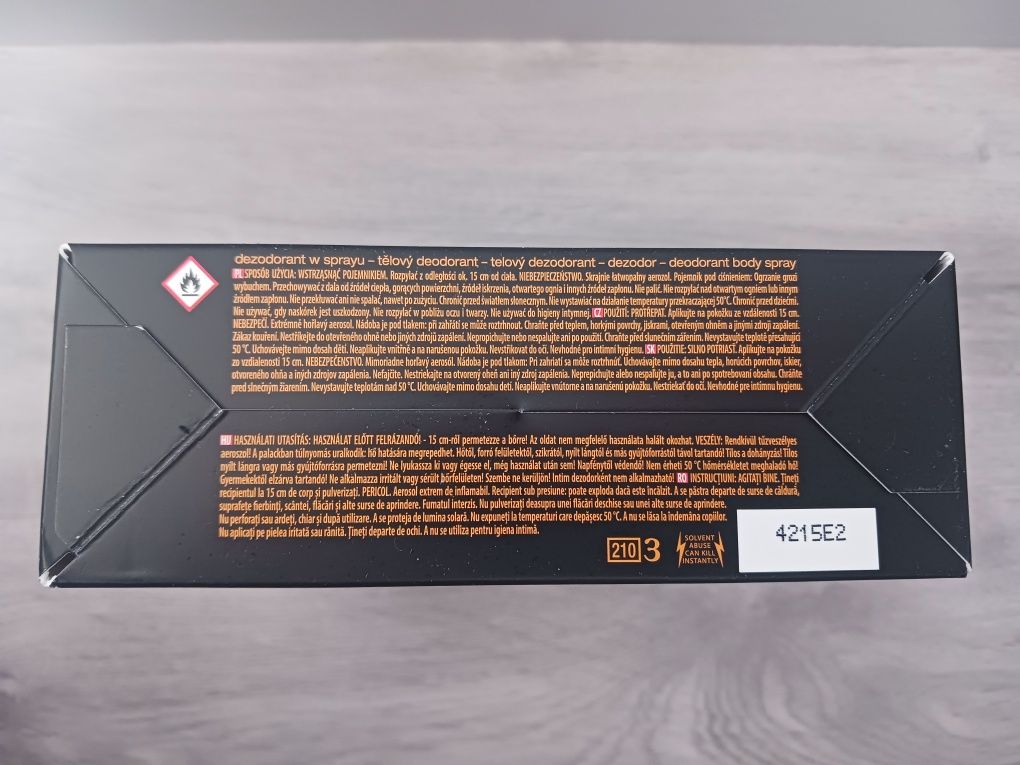 dezodorant w sprayu – tělový deodorant – telový dezodorant – dezodor – deodorant body spray
PL SPOSÓB UŻYCIA: WSTRZĄSNĄĆ POJEMNIKIEM. Rozpylać z odległości ok. 15 cm od ciała. NIEBEZPIECZEŃSTWO. Skrajnie łatwopalny aerozol. Pojemnik pod ciśnieniem: Ogrzanie grozi
wybuchem. Przechowywać z dala od źródeł ciepła, gorących powierzchni, źródeł iskrzenia, otwartego ognia i innych źródeł zapłonu. Nie palić. Nie rozpylać nad otwartym ogniem lub innym
źródłem zapłonu. Nie przekłuwać ani nie spalać, nawet po zużyciu. Chronić przed światłem słonecznym. Nie wystawiać na działanie temperatury przekraczającej 50°C. Chronić przed dziećmi.
Nie używać, gdy naskórek jest uszkodzony. Nie rozpylać w pobliżu oczu i twarzy. Nie używać do higieny intymnej. CZ POUŽITÍ: PROTŘEPAT. Aplikujte na pokožku ze vzdálenosti 15 cm.
NEBEZPEČÍ. Extrémně hořlavý aerosol. Nádoba je pod tlakem: při zahřátí se může roztrhnout. Chraňte před teplem, horkými povrchy, jiskrami, otevřeným ohněm a jinými zdroji zapálení.
Zákaz kouření. Nestříkejte do otevřeného ohně nebo jiných zdrojů zapálení. Nepropichujte nebo nespalujte ani po použití. Chraňte před slunečním zářením. Nevystavujte teplotě přesahující
50 °C. Uchovávejte mimo dosah dětí. Neaplikujte vnitřně a na narušenou pokožku. Nevstřikovat do očí. Nevhodné pro intimní hygienu. SK POUŽITIE: SILNO POTRIASŤ. Aplikujte na pokožku
zo vzdialenosti 15 cm. NEBEZPEČENSTVO. Mimoriadne horľavý aerosól. Nádoba je pod tlakom: Pri zahriatí sa môže roztrhnúť. Uchovávajte mimo dosahu tepla, horúcich povrchov, iskier,
otvoreného ohňa a iných zdrojov zapálenia. Nefajčite. Nestriekajte na otvorený oheň ani iný zdroj zapálenia. Neprepichujte alebo nespaľujte ju, a to ani po spotrebovaní obsahu. Chráňte
pred slnečným žiarením. Nevystavujte teplotám nad 50 °C. Uchovávajte mimo dosahu detí. Neaplikujte vnútorne a na narušenú pokožku. Nestriekať do očí. Nevhodné pre intímnu hygienu.
HU HASZNÁLATI UTASÍTÁS: HASZNÁLAT ELŐTT FELRÁZANDÓ! - 15 cm-ről permetezze a bőrre! Az oldat nem megfelelő használata halált okozhat. VESZÉLY: Rendkívül tűzveszélyes
aeroszol! A palackban túlnyomás uralkodik: hő hatására megrepedhet. Hőtől, forró felületektől, szikrától, nyílt lángtól és más gyújtóforrástól távol tartandó! Tilos a dohányzás! Tilos
nyílt lángra vagy más gyújtóforrásra permetezni! Ne lyukassza ki vagy égesse el, még használat után sem! Napfénytől védendő! Nem érheti 50 °C hőmérsékletet meghaladó hő!
Gyermekektől elzárva tartandó! Ne alkalmazza irritált vagy sérült bőrfelületen! Szembe ne kerüljön! Intim dezodorként nem alkalmazható! RO INSTRUCȚIUNI: AGITAȚI BINE. Țineți
recipientul la 15 cm de corp și pulverizați. PERICOL. Aerosol extrem de inflamabil. Recipient sub presiune: poate exploda dacă este încălzit. A se păstra departe de surse de căldură,
suprafețe fierbinți, scântei, flăcări și alte surse de aprindere. Fumatul interzis. Nu pulverizați deasupra unei flăcări deschise sau unei alte surse de aprindere.
Nu perforați sau ardeți, chiar și după utilizare. A se proteja de lumina solară. Nu expuneți la temperaturi care depășesc 50 °C. A nu se lăsa la îndemâna copiilor.
Nu aplicați pe pielea iritată sau rănită. Țineți departe de ochi. A nu se utiliza pentru igiena intimă.
210 3
SOLVENT
ABUSE
CAN KILL
INSTANTLY
4215E2